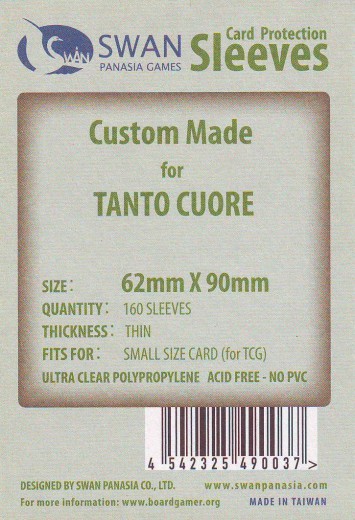 SWAN
SWAN
PANASIA GAMES
Card Protection
Sleeves
Custom Made
for
TANTO CUORE
SIZE: 62mm X 90mm
QUANTITY: 160 SLEEVES
THICKNESS: THIN
FITS FOR: SMALL SIZE CARD (for TCG)
ULTRA CLEAR POLYPROPYLENE ACID FREE - NO PVC
4 542325 490037 >
DESIGNED BY SWAN PANASIA CO., LTD. www.swanpanasia.com
For more information: www.boardgamer.org MADE IN TAIWAN